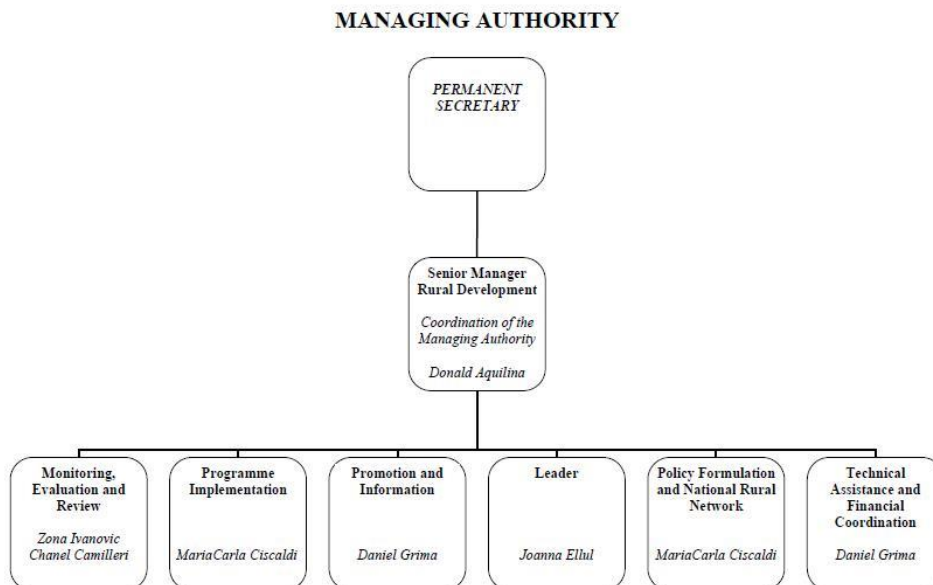 MANAGING AUTHORITY
PERMANENT
SECRETARY
Senior Manager
Rural Development
Coordination of the
Managing Authority
Donald Aquilina
Monitoring,
Evaluation and
Review
Zona Ivanovic
Chanel Camilleri
Programme
Implementation
MariaCarla Ciscaldi
Promotion and
Information
Daniel Grima
Leader
Joanna Ellul
Policy Formulation
and National Rural
Network
MariaCarla Ciscaldi
Technical
Assistance and
Financial
Coordination
Daniel Grima